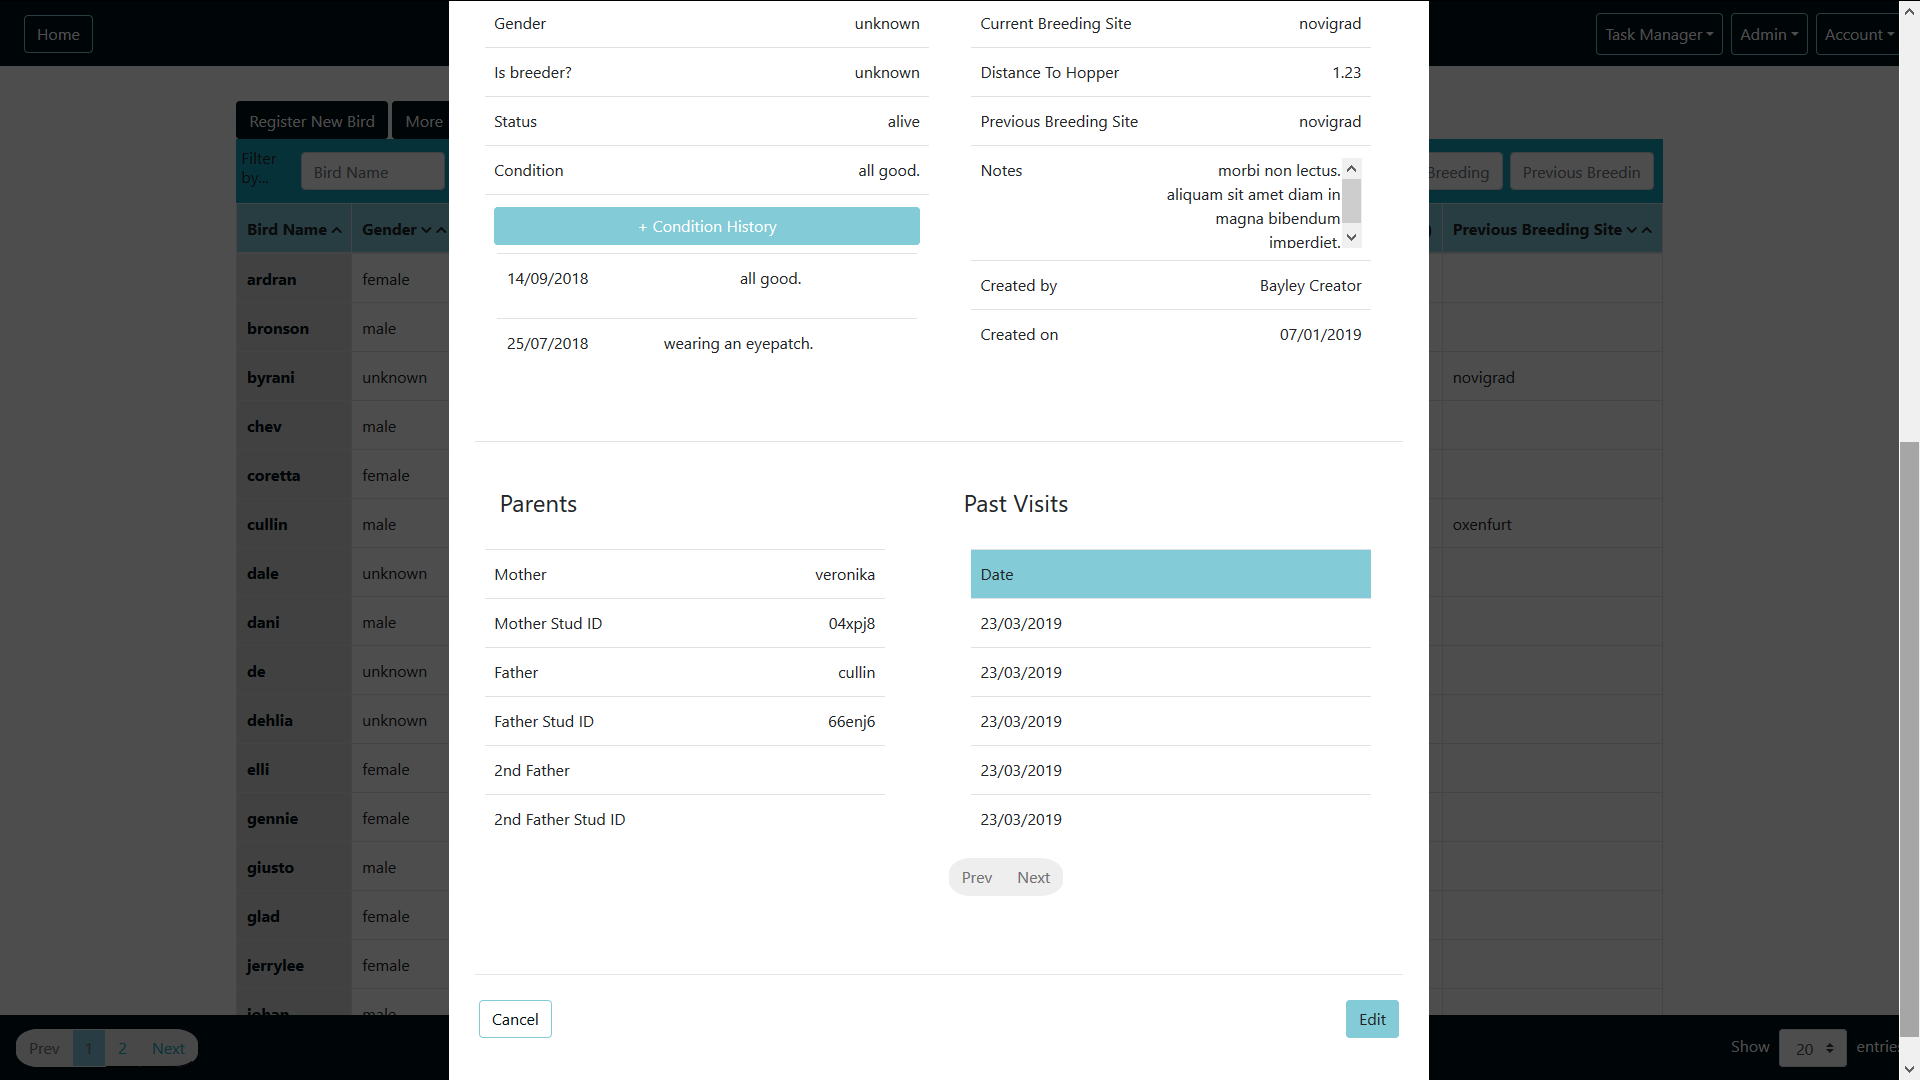 Home
Task Manager
Admin
Account
Register New Bird
More
Filter by...
Bird Name
Breeding
Previous Breedin
Bird Name
Gender
Previous Breeding Site
ardran female
bronson male
byrani unknown novigrad
chev male
coretta female
cullin male oxenfurt
dale unknown
dani male
de unknown
dehlia unknown
elli female
gennie female
giusto male
glad female
jerrylee female
johan male
Gender unknown
Is breeder? unknown
Status alive
Condition all good.
+ Condition History
14/09/2018 all good.
25/07/2018 wearing an eyepatch.
Current Breeding Site novigrad
Distance To Hopper 1.23
Previous Breeding Site novigrad
Notes morbi non lectus.
aliquam sit amet diam in
magna bibendum
imperdiet.
Created by Bayley Creator
Created on 07/01/2019
Parents
Mother veronika
Mother Stud ID 04xpj8
Father cullin
Father Stud ID 66enj6
2nd Father
2nd Father Stud ID
Past Visits
Date
23/03/2019
23/03/2019
23/03/2019
23/03/2019
23/03/2019
Prev Next
Cancel
Edit
Prev 1 2 Next
Show 20 entries